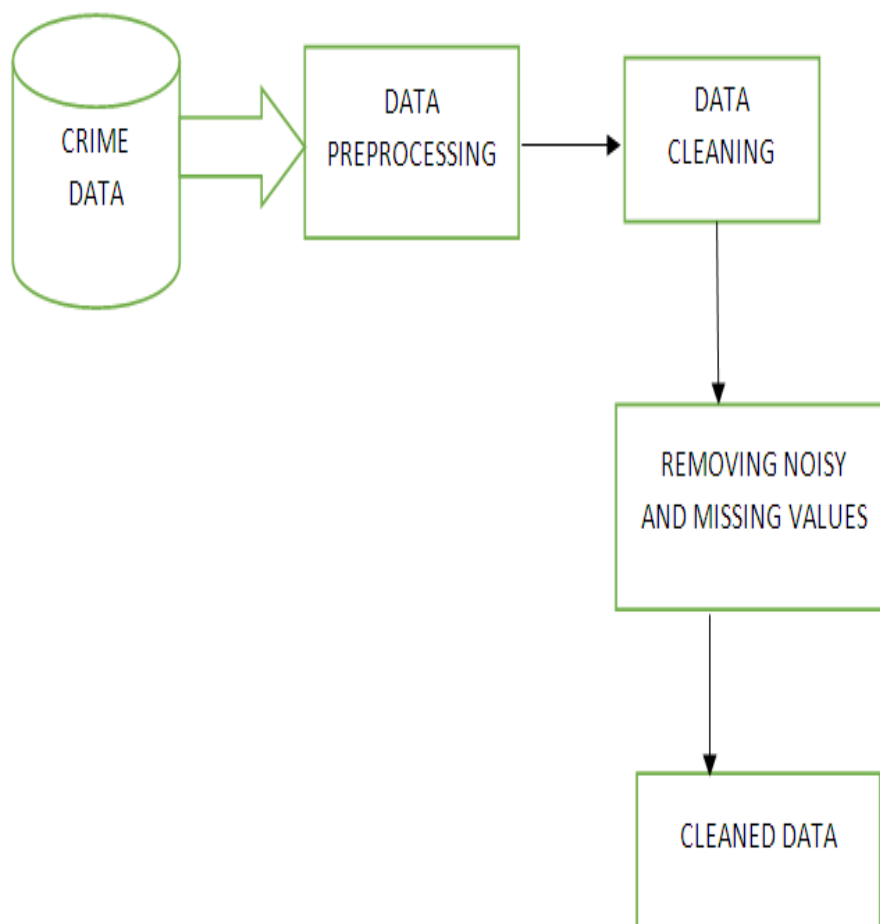 CRIME
DATA
DATA
PREPROCESSING
DATA
CLEANING
REMOVING NOISY
AND MISSING VALUES
CLEANED DATA